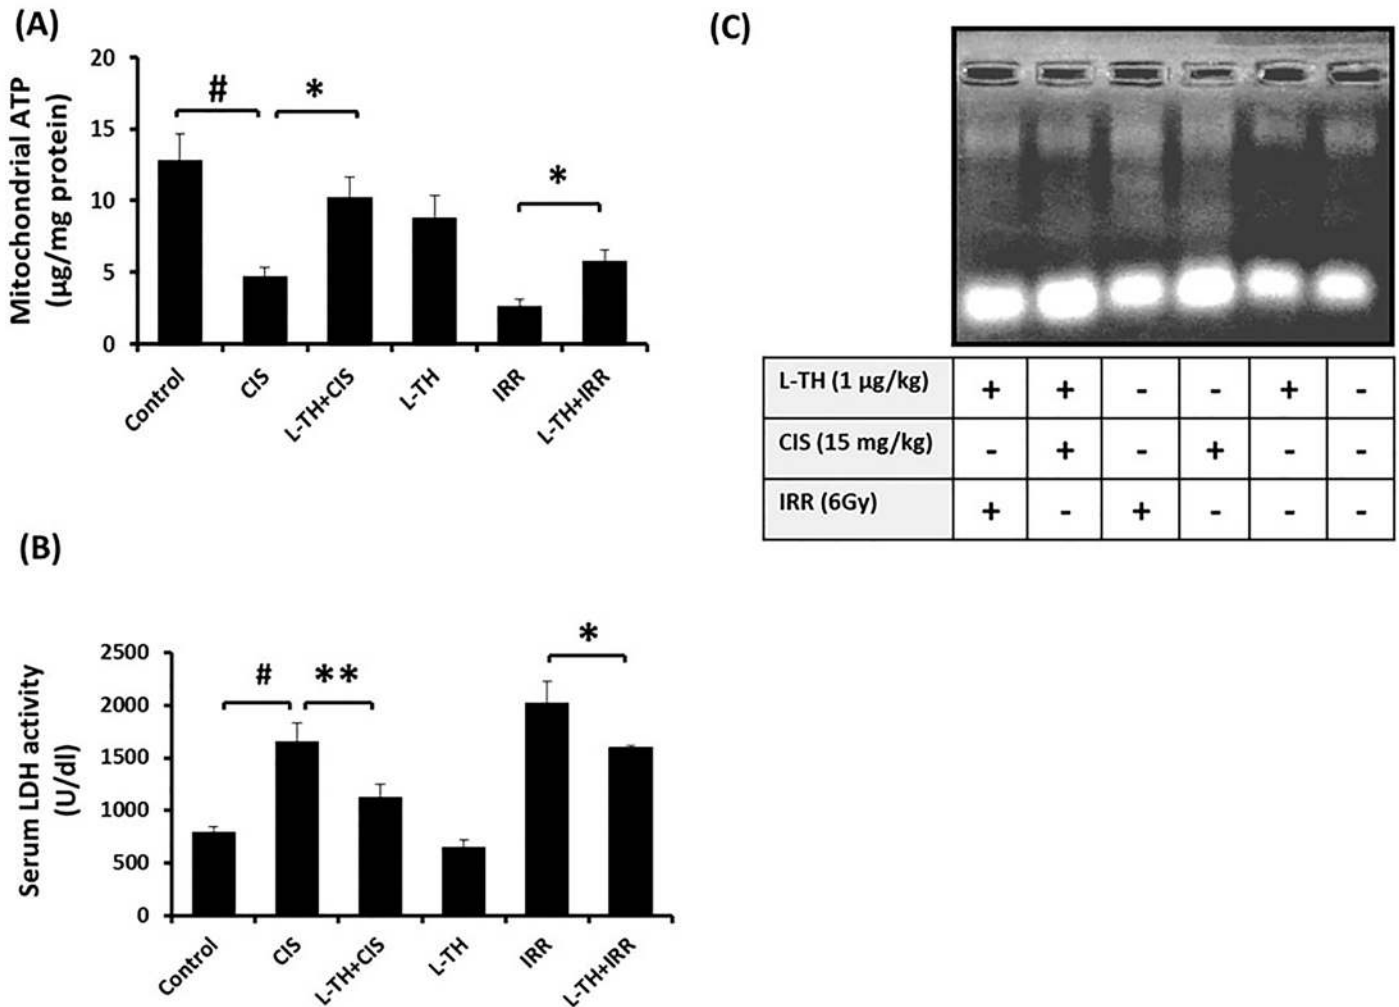 (A)
20
15
10
5
0
Mitochondrial ATP
(µg/mg protein)
#
*
*
Control
CIS
L-TH+CIS
L-TH
IRR
L-TH+IRR
(B)
2500
2000
1500
1000
500
0
Serum LDH activity
(U/dl)
#
**
*
Control
CIS
L-TH+CIS
L-TH
IRR
L-TH+IRR
(C)
L-TH (1 µg/kg) + + - - + -
CIS (15 mg/kg) - + - + - -
IRR (6Gy) + - + - - -